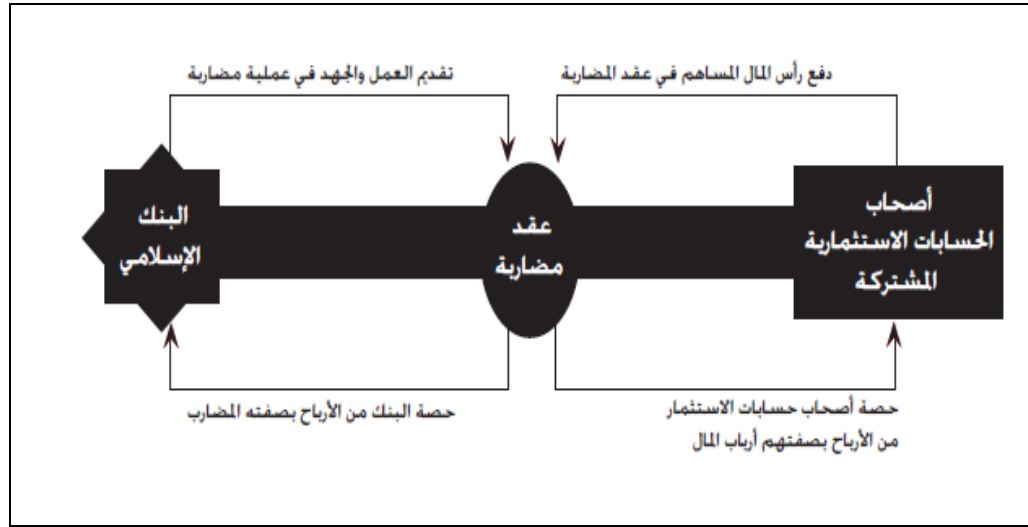 دفع رأس المال المساهم في عقد المضاربة
تقديم العمل والجهد في عملية مضاربة
أصحاب
الحسابات الاستثمارية
المشتركة
عقد
مضاربة
البنك
الإسلامي
حصة أصحاب حسابات الاستثمار
من الأرباح بصفتهم أرباب المال
حصة البنك من الأرباح بصفته المضارب